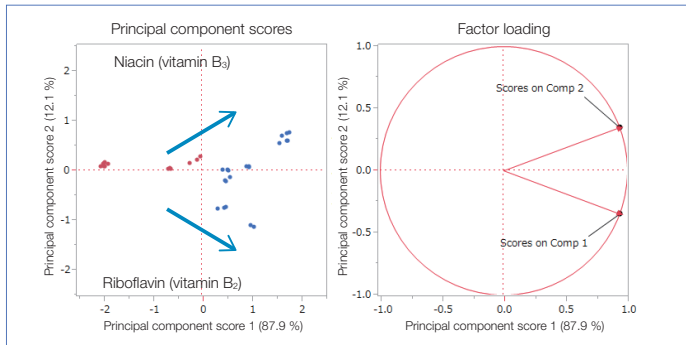 Principal component scores
Niacin (vitamin B₃)
Riboflavin (vitamin B₂)
Principal component score 2 (12.1 %)
2
1
0
-1
-2
-2
-1
0
1
2
Principal component score 1 (87.9 %)
Factor loading
Scores on Comp 2
Scores on Comp 1
Principal component score 2 (12.1 %)
1.0
0.5
0.0
-0.5
-1.0
-1.0
-0.5
0.0
0.5
1.0
Principal component score 1 (87.9 %)